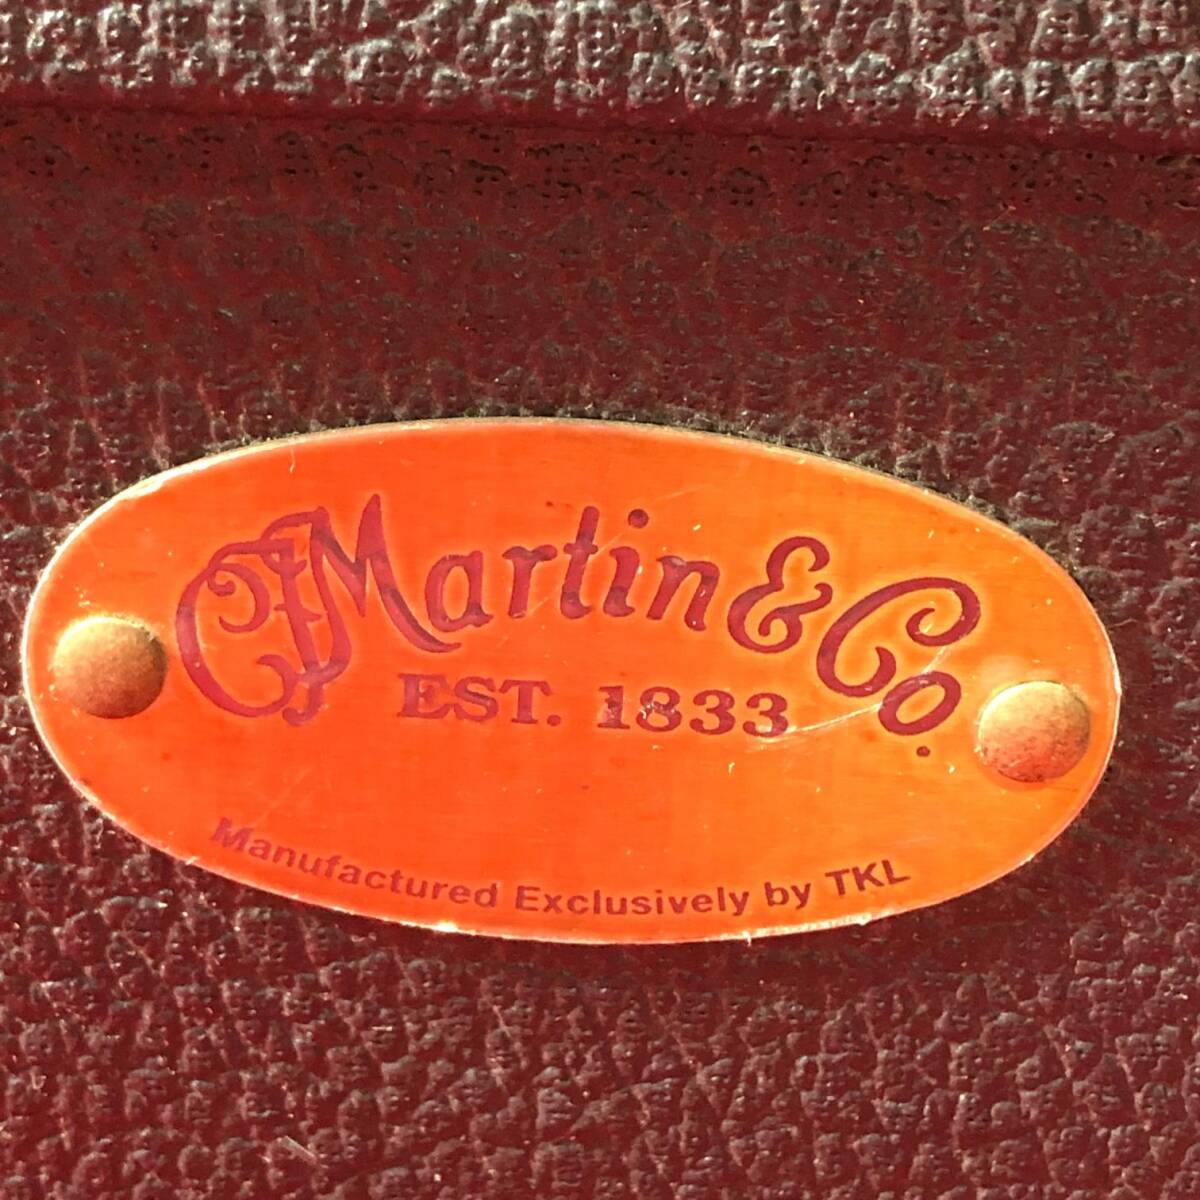 CFMartin & Co.
EST. 1833
Manufactured Exclusively by TKL